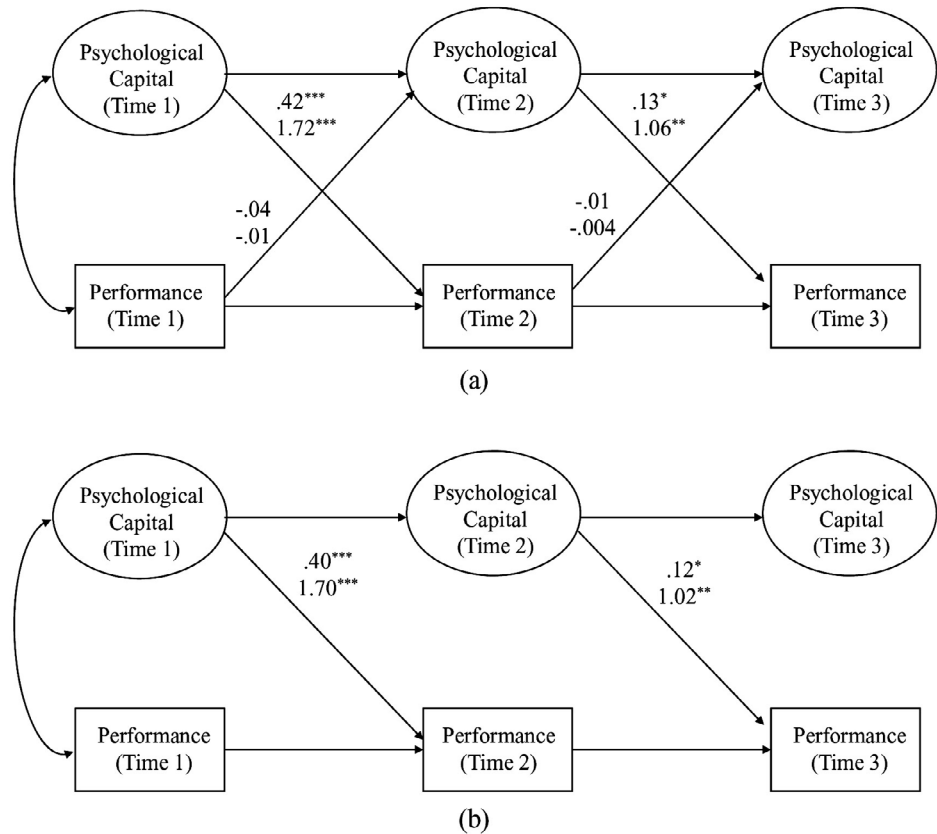 Psychological
Capital
(Time 1)
Psychological
Capital
(Time 2)
Psychological
Capital
(Time 3)
.42***
1.72***
.13*
1.06**
-.04
-.01
-.01
-.004
Performance
(Time 1)
Performance
(Time 2)
Performance
(Time 3)
(a)
Psychological
Capital
(Time 1)
Psychological
Capital
(Time 2)
Psychological
Capital
(Time 3)
.40***
1.70***
.12*
1.02**
Performance
(Time 1)
Performance
(Time 2)
Performance
(Time 3)
(b)